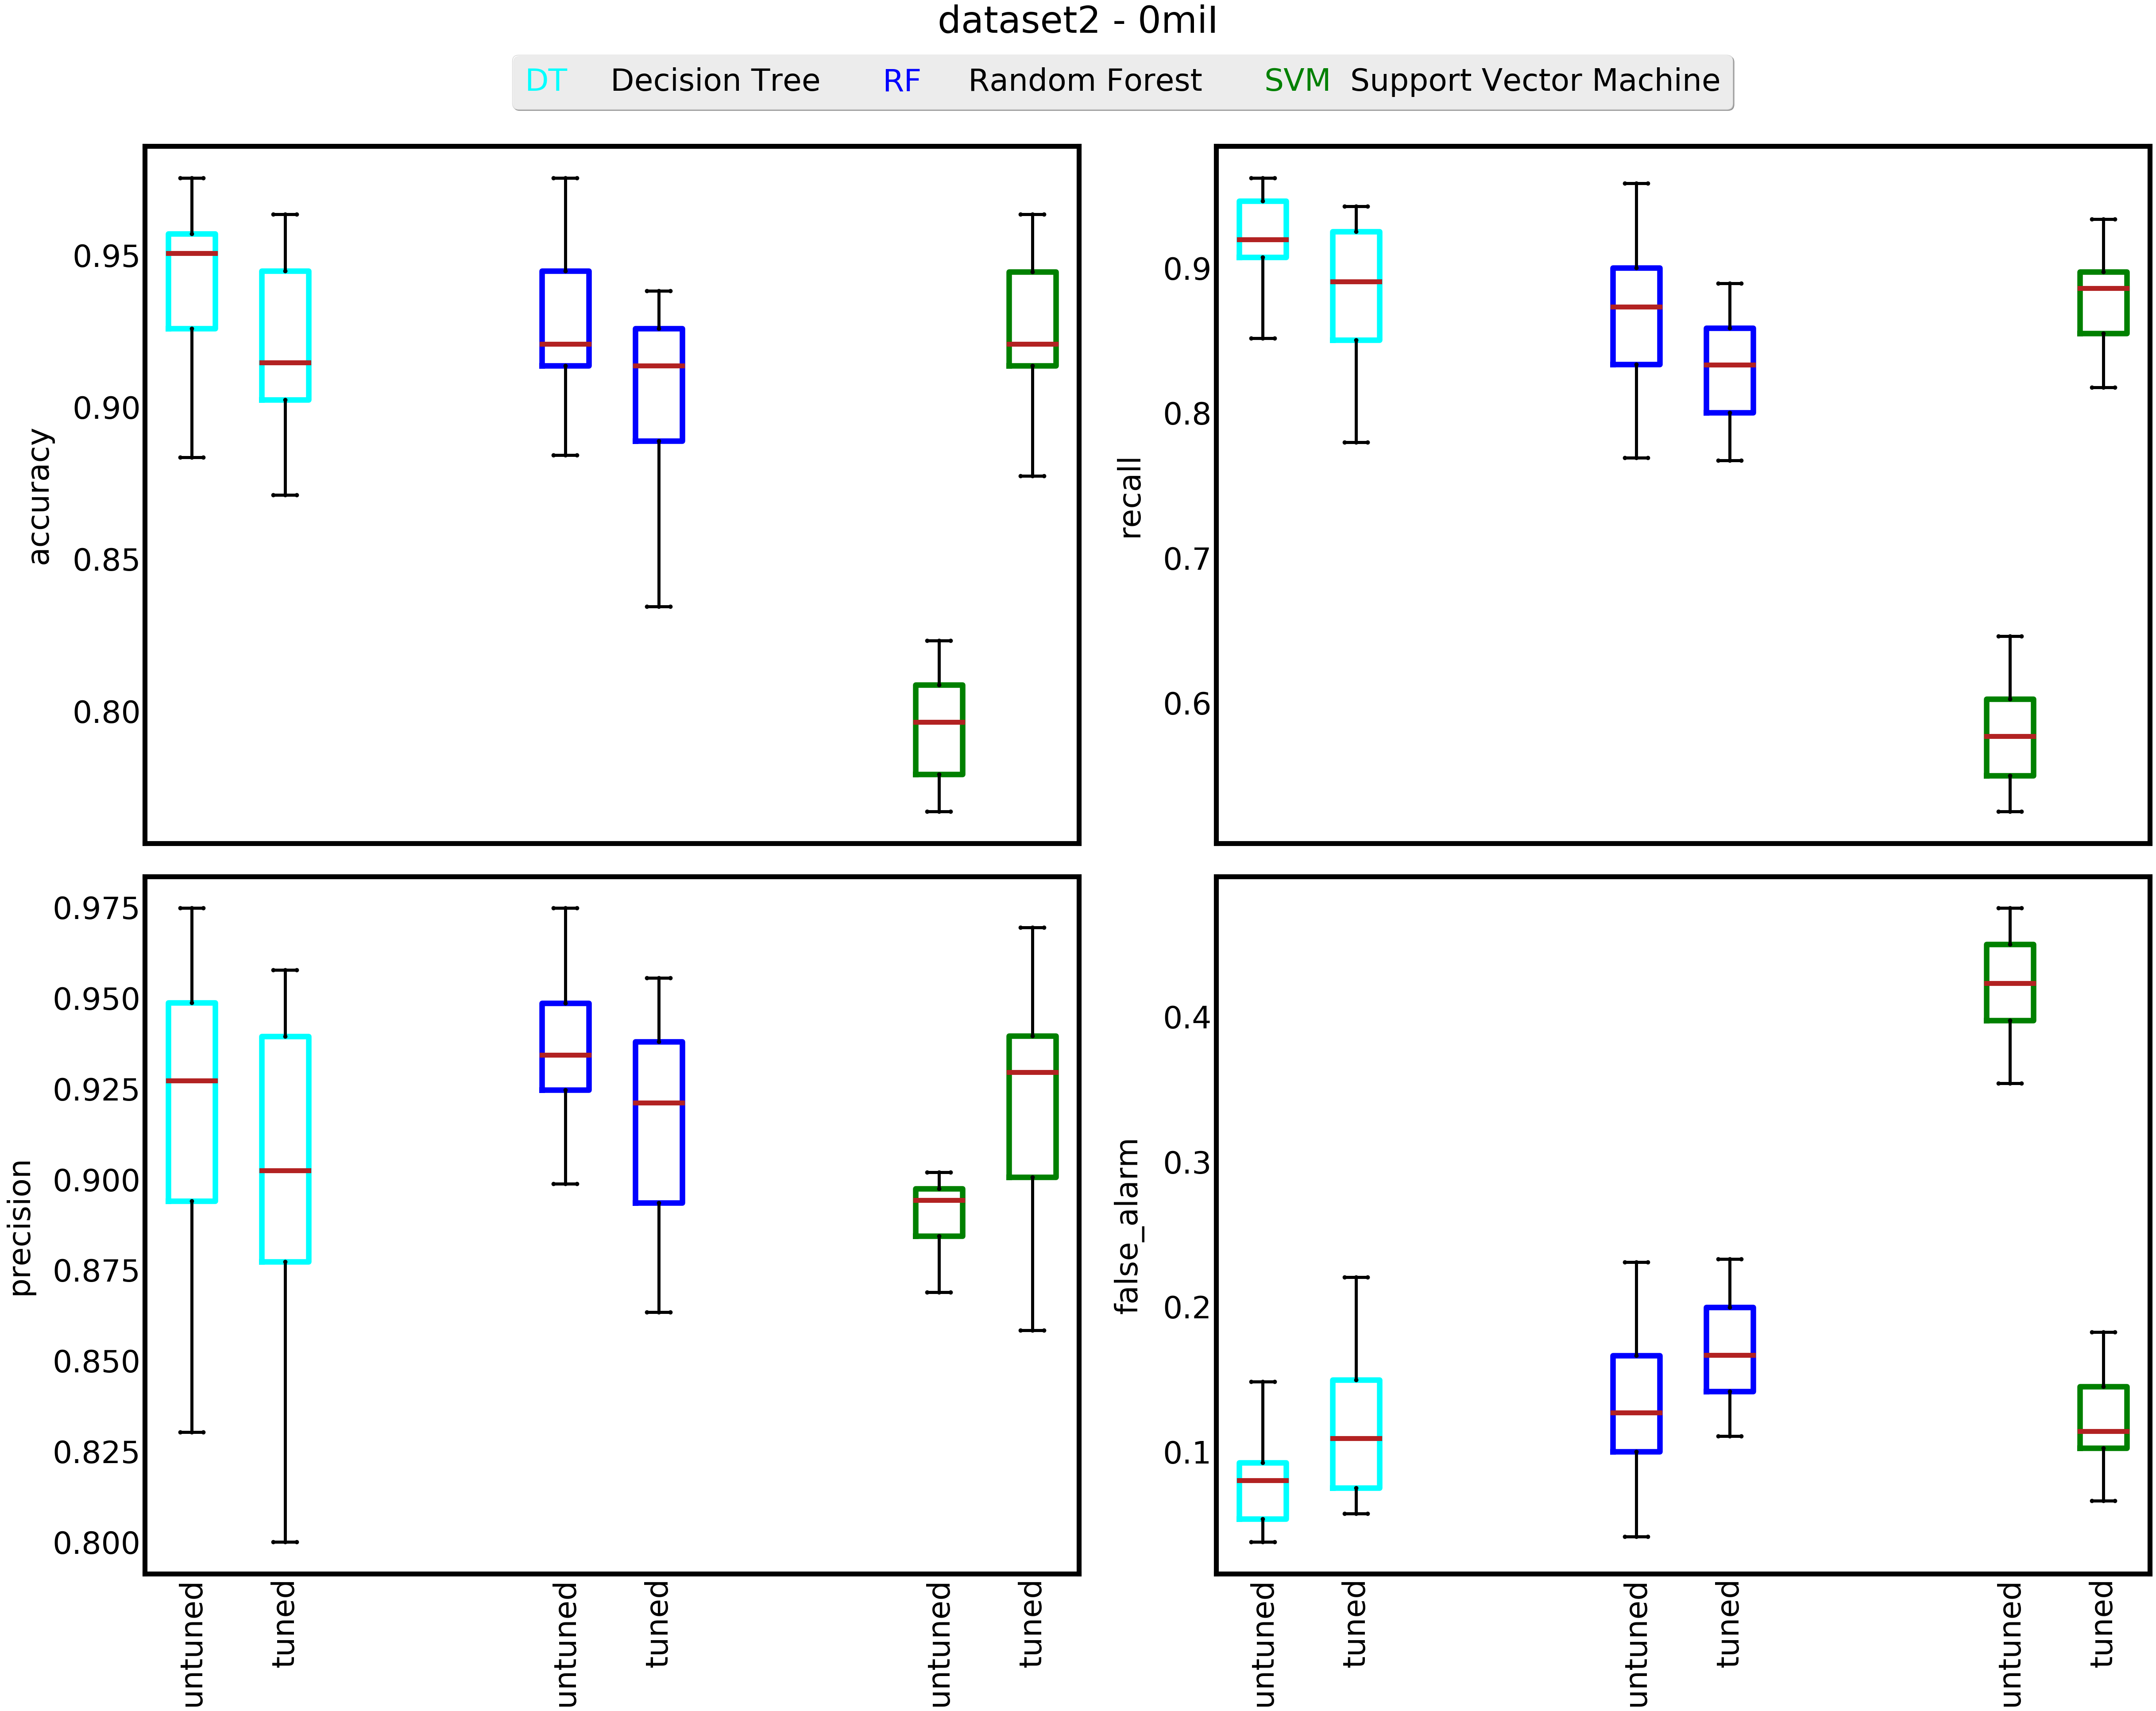 dataset2 - 0mil
DT Decision Tree RF Random Forest SVM Support Vector Machine
accuracy
0.95
0.90
0.85
0.80
recall
0.9
0.8
0.7
0.6
precision
0.975
0.950
0.925
0.900
0.875
0.850
0.825
0.800
false_alarm
0.4
0.3
0.2
0.1
untuned
tuned
untuned
tuned
untuned
tuned
untuned
tuned
untuned
tuned
untuned
tuned